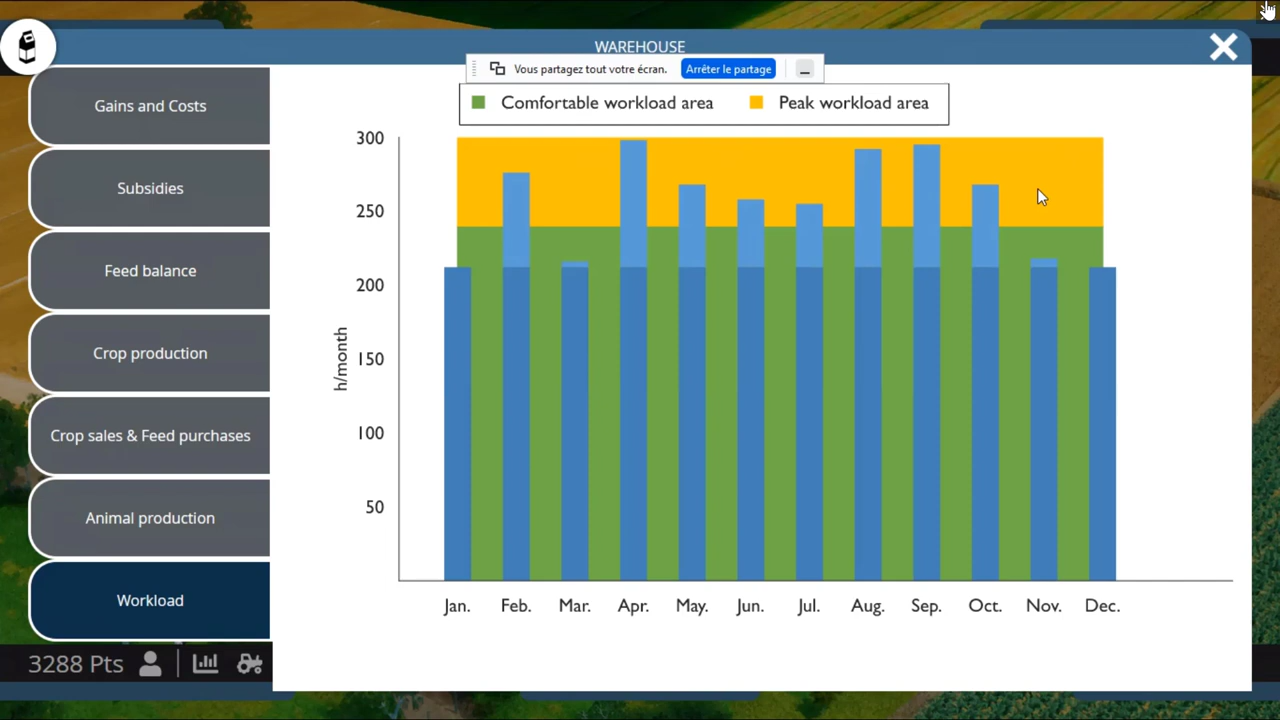 WAREHOUSE
Vous partagez tout votre écran. Arrêter le partage
Gains and Costs
Subsidies
Feed balance
Crop production
Crop sales & Feed purchases
Animal production
Workload
3288 Pts
Comfortable workload area Peak workload area
300
250
200
150
100
50
h/month
Jan. Feb. Mar. Apr. May. Jun. Jul. Aug. Sep. Oct. Nov. Dec.